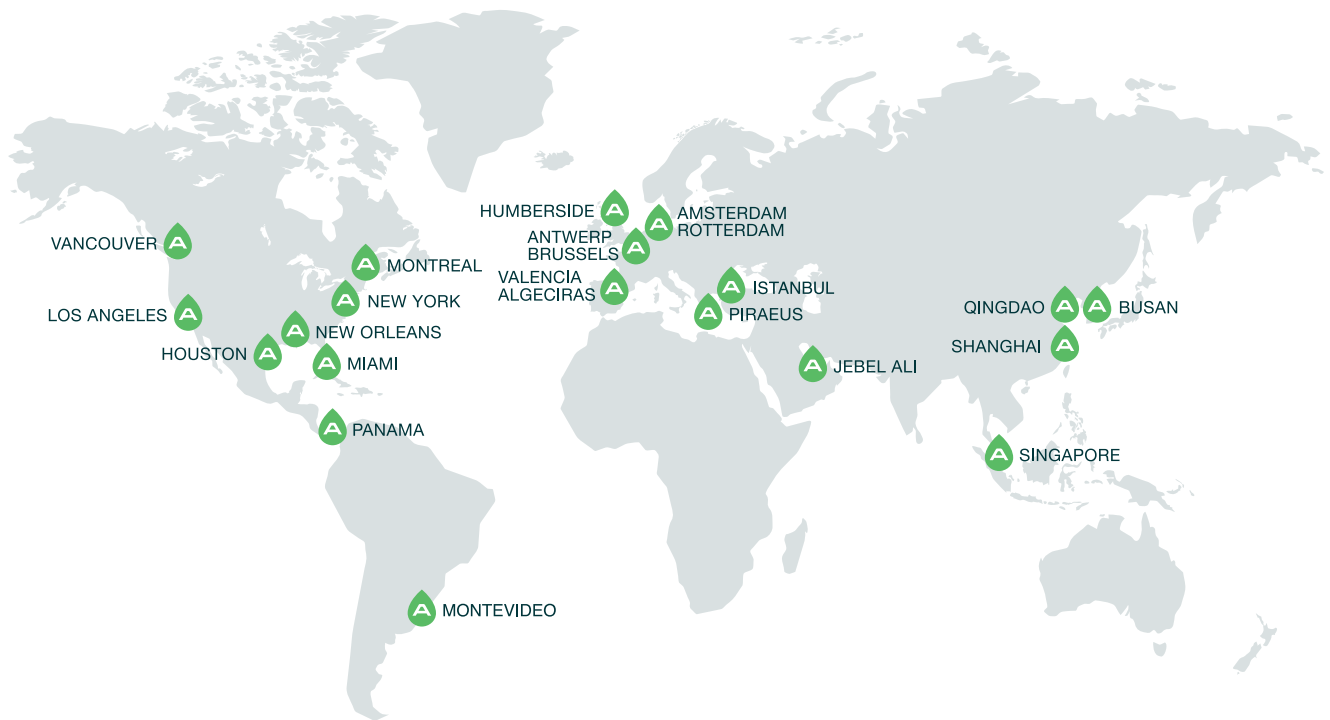 HUMBERSIDE
AMSTERDAM
ROTTERDAM
VANCOUVER
ANTWERP
BRUSSELS
MONTREAL
VALENCIA
ALGECIRAS
ISTANBUL
NEW YORK
LOS ANGELES
PIRAEUS
QINGDAO
BUSAN
NEW ORLEANS
SHANGHAI
HOUSTON
MIAMI
JEBEL ALI
PANAMA
SINGAPORE
MONTEVIDEO